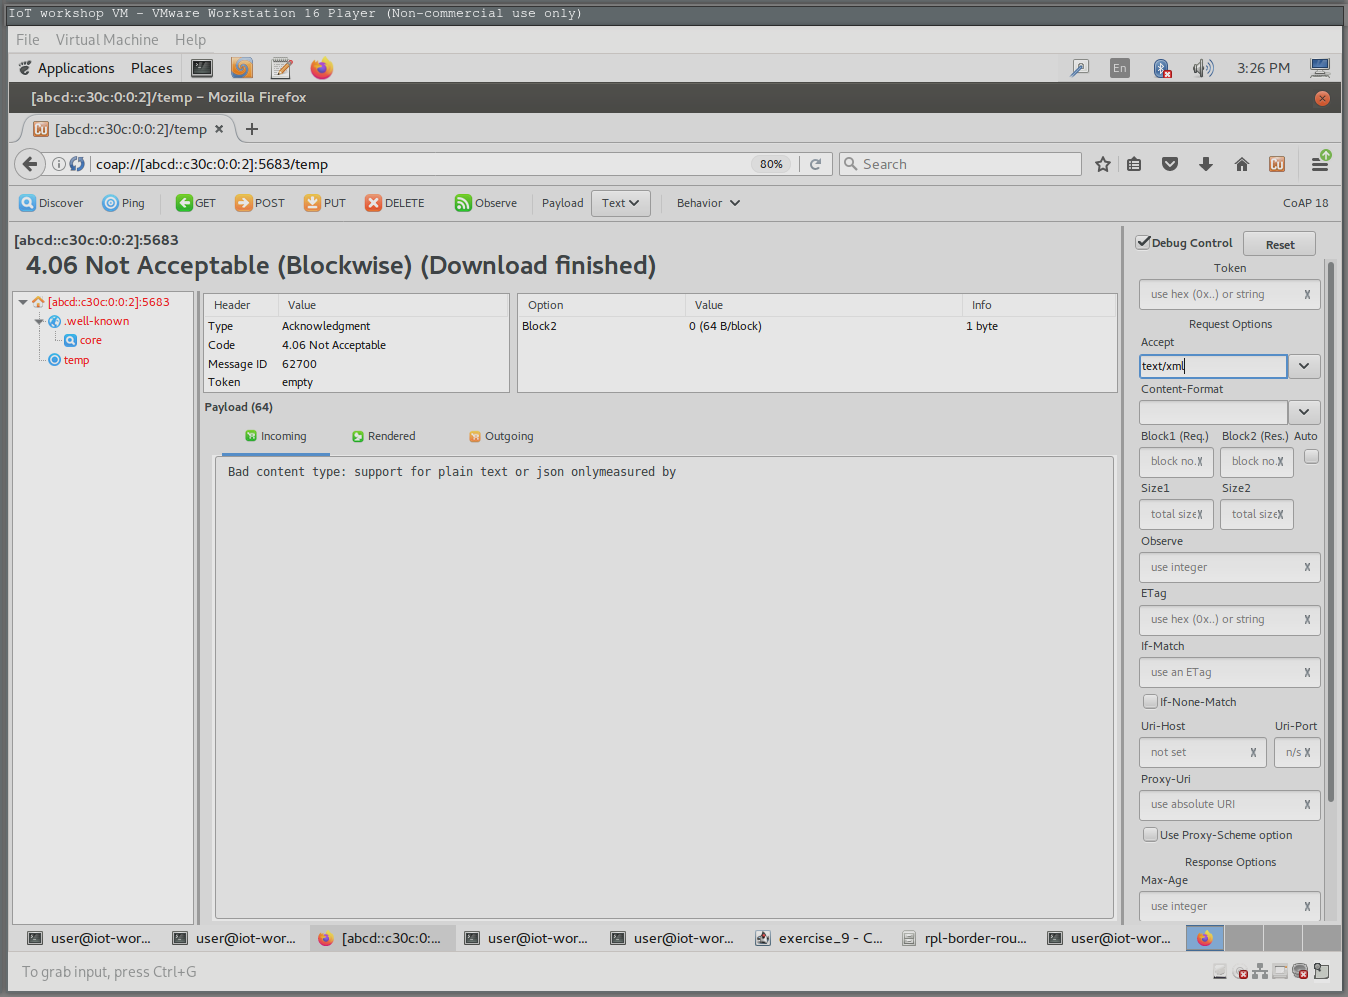 IoT workshop VM - VMware Workstation 16 Player (Non-commercial use only)
File Virtual Machine Help
Applications Places En 3:26 PM
[abcd::c30c:0:0:2]/temp - Mozilla Firefox
Cu [abcd::c30c:0:0:2]/temp × +
coap://[abcd::c30c:0:0:2]:5683/temp 80% Search Cu
Discover Ping GET POST PUT DELETE Observe Payload Text Behavior CoAP 18
[abcd::c30c:0:0:2]:5683
4.06 Not Acceptable (Blockwise) (Download finished)
[abcd::c30c:0:0:2]:5683
.well-known
core
temp
Header Value
Type Acknowledgment
Code 4.06 Not Acceptable
Message ID 62700
Token empty
Option Value Info
Block2 0 (64 B/block) 1 byte
Payload (64)
Incoming Rendered Outgoing
Bad content type: support for plain text or json onlymeasured by
Debug Control Reset
Token
use hex (0x..) or string X
Request Options
Accept
text/xml
Content-Format
Block1 (Req.) Block2 (Res.) Auto
block no. X block no. X
Size1 Size2
total size X total size X
Observe
use integer X
ETag
use hex (0x..) or string X
If-Match
use an ETag X
If-None-Match
Uri-Host Uri-Port
not set X n/s X
Proxy-Uri
use absolute URI X
Use Proxy-Scheme option
Response Options
Max-Age
use integer X
user@iot-wor... user@iot-wor... [abcd::c30c:0:... user@iot-wor... user@iot-wor... exercise_9 - C... rpl-border-rou... user@iot-wor...
To grab input, press Ctrl+G